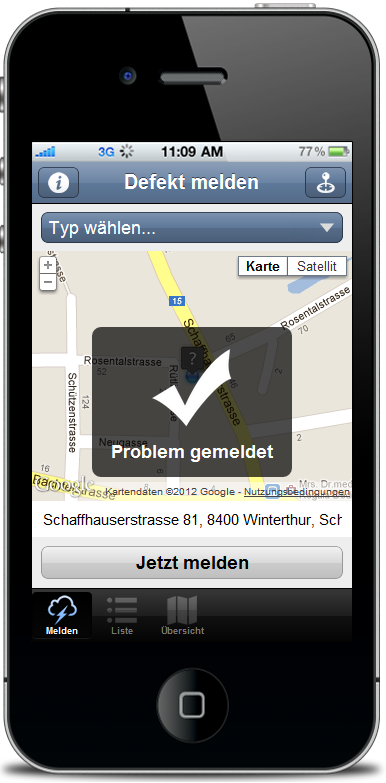 3G 11:09 AM 77%
i Defekt melden
Typ wählen...
+
−
Karte Satellit
15
Schaffhau
Rosentalstrasse
70
65
Rosentalstrasse
52
?
Schützenstrasse
124
Neugasse
Problem gemeldet
Mrs. Dr.med
Kartendaten ©2012 Google - Nutzungsbedingungen
Schaffhauserstrasse 81, 8400 Winterthur, Sch
Jetzt melden
Melden Liste Übersicht